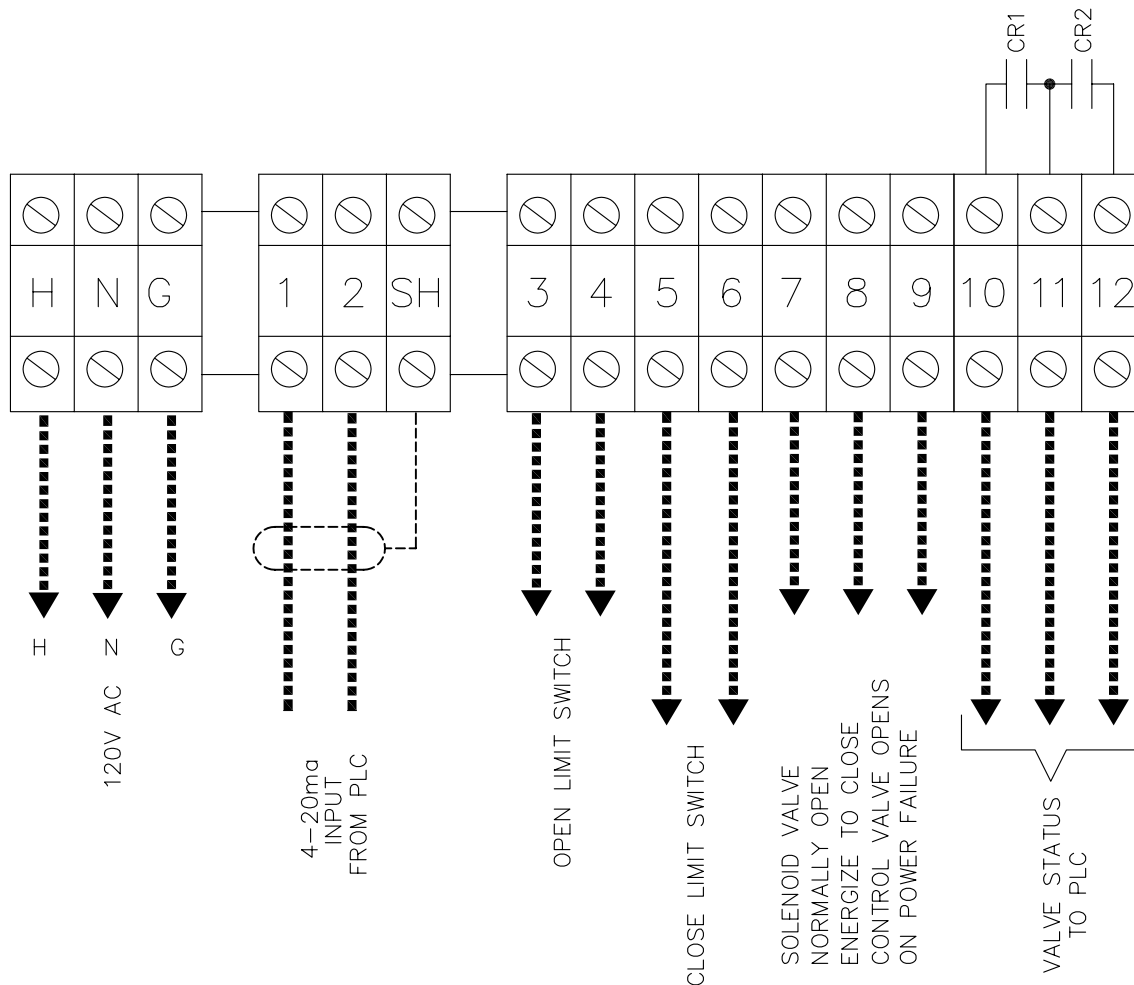 CR1
CR2
H N G
1 2 SH
3 4 5 6 7 8 9 10 11 12
H N G
120V AC
4-20ma
INPUT
FROM PLC
OPEN LIMIT SWITCH
CLOSE LIMIT SWITCH
SOLENOID VALVE
NORMALLY OPEN
ENERGIZE TO CLOSE
CONTROL VALVE OPENS
ON POWER FAILURE
VALVE STATUS
TO PLC